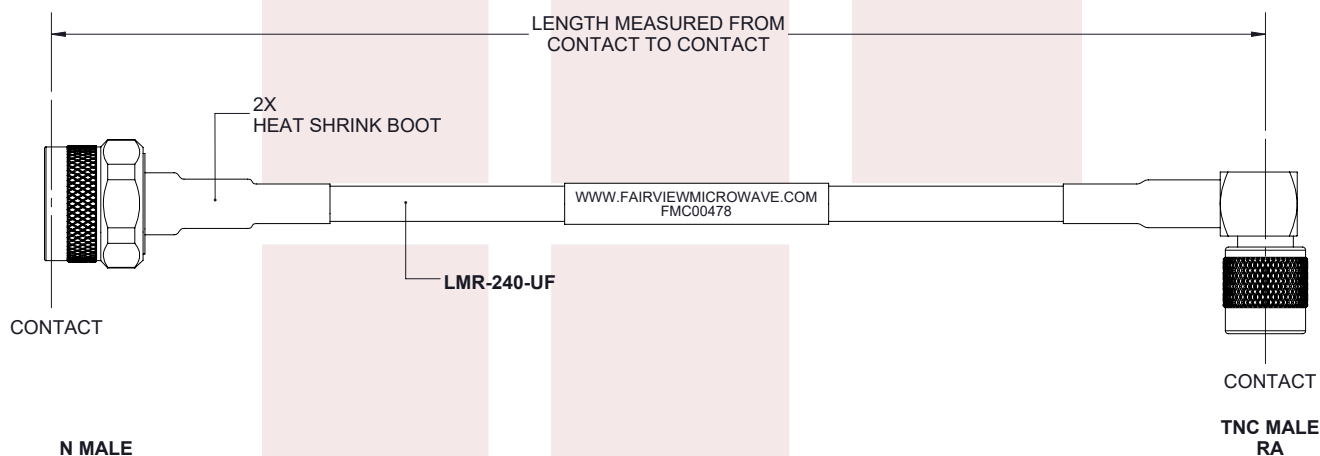 LENGTH MEASURED FROM
CONTACT TO CONTACT
2X
HEAT SHRINK BOOT
WWW.FAIRVIEWMICROWAVE.COM
FMC00478
LMR-240-UF
CONTACT
CONTACT
N MALE
TNC MALE
RA